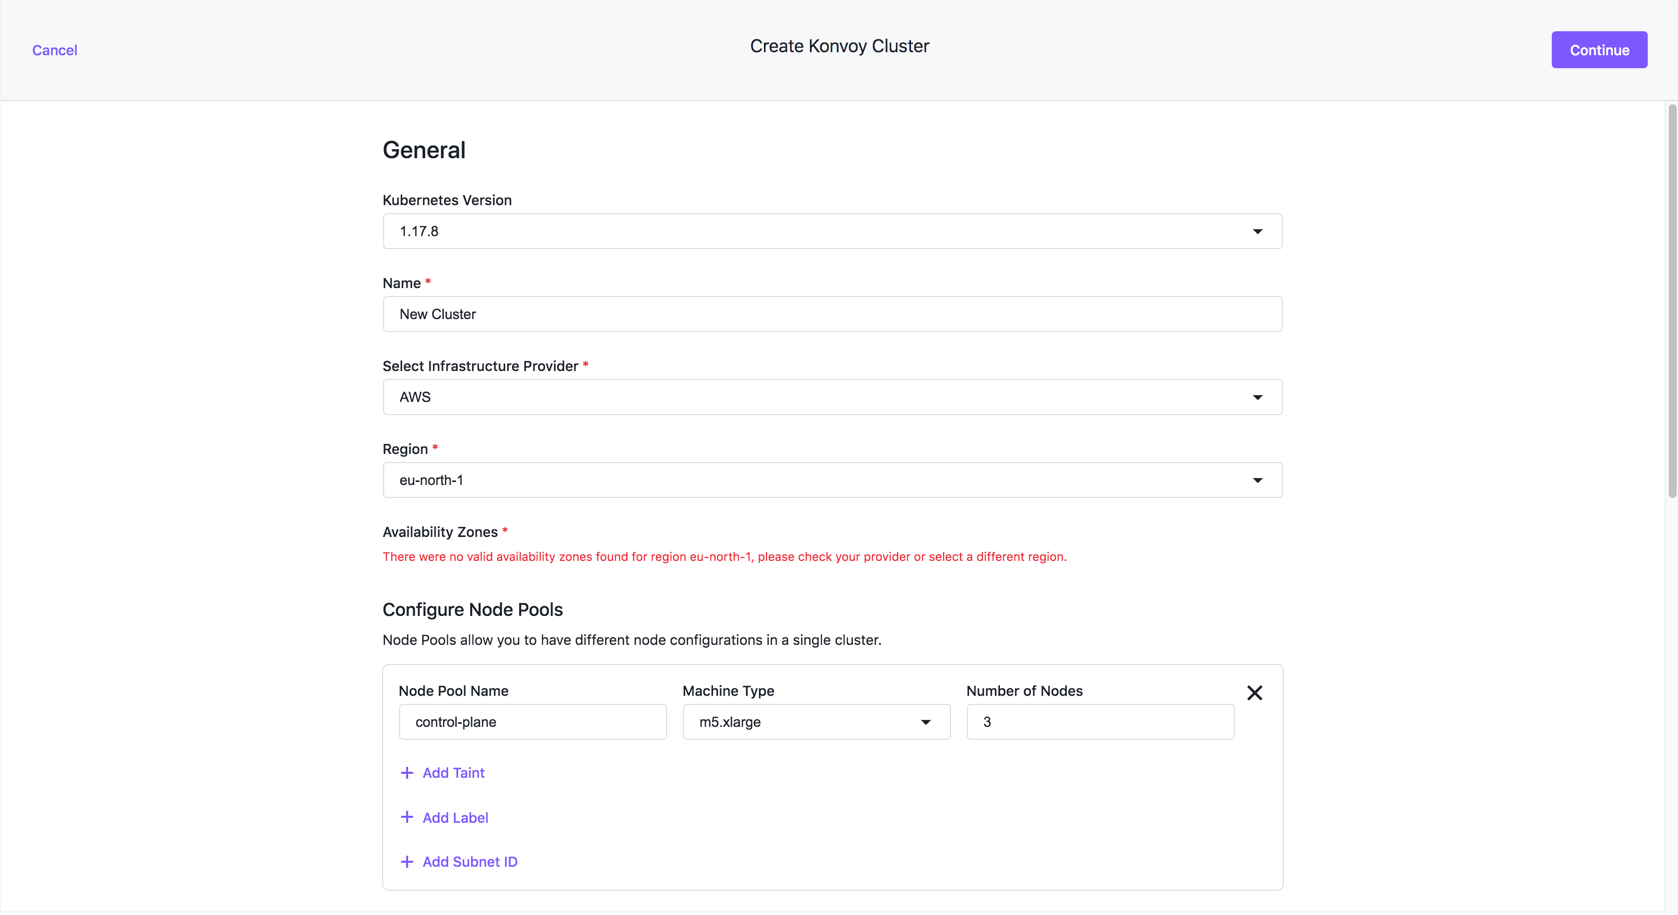 Cancel
Create Konvoy Cluster
Continue
General
Kubernetes Version
1.17.8
Name *
New Cluster
Select Infrastructure Provider *
AWS
Region *
eu-north-1
Availability Zones *
There were no valid availability zones found for region eu-north-1, please check your provider or select a different region.
Configure Node Pools
Node Pools allow you to have different node configurations in a single cluster.
Node Pool Name Machine Type Number of Nodes
control-plane m5.xlarge 3
+ Add Taint
+ Add Label
+ Add Subnet ID